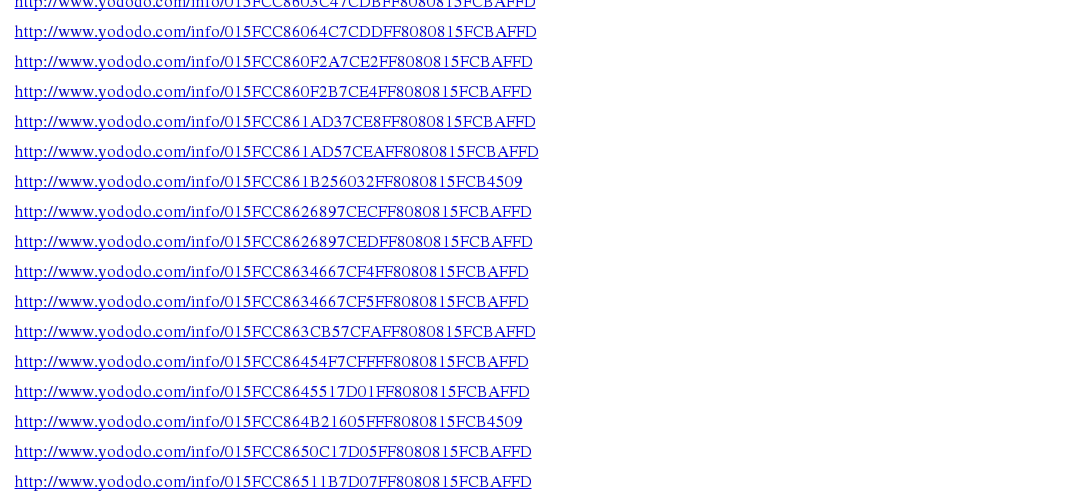 http://www.yododo.com/info/015FCC8603C47CDBFF8080815FCBAFFD
http://www.yododo.com/info/015FCC86064C7CDDFF8080815FCBAFFD
http://www.yododo.com/info/015FCC860F2A7CE2FF8080815FCBAFFD
http://www.yododo.com/info/015FCC860F2B7CE4FF8080815FCBAFFD
http://www.yododo.com/info/015FCC861AD37CE8FF8080815FCBAFFD
http://www.yododo.com/info/015FCC861AD57CEAFF8080815FCBAFFD
http://www.yododo.com/info/015FCC861B256032FF8080815FCB4509
http://www.yododo.com/info/015FCC8626897CECFF8080815FCBAFFD
http://www.yododo.com/info/015FCC8626897CEDFF8080815FCBAFFD
http://www.yododo.com/info/015FCC8634667CF4FF8080815FCBAFFD
http://www.yododo.com/info/015FCC8634667CF5FF8080815FCBAFFD
http://www.yododo.com/info/015FCC863CB57CFAFF8080815FCBAFFD
http://www.yododo.com/info/015FCC86454F7CFFFF8080815FCBAFFD
http://www.yododo.com/info/015FCC8645517D01FF8080815FCBAFFD
http://www.yododo.com/info/015FCC864B21605FFF8080815FCB4509
http://www.yododo.com/info/015FCC8650C17D05FF8080815FCBAFFD
http://www.yododo.com/info/015FCC86511B7D07FF8080815FCBAFFD